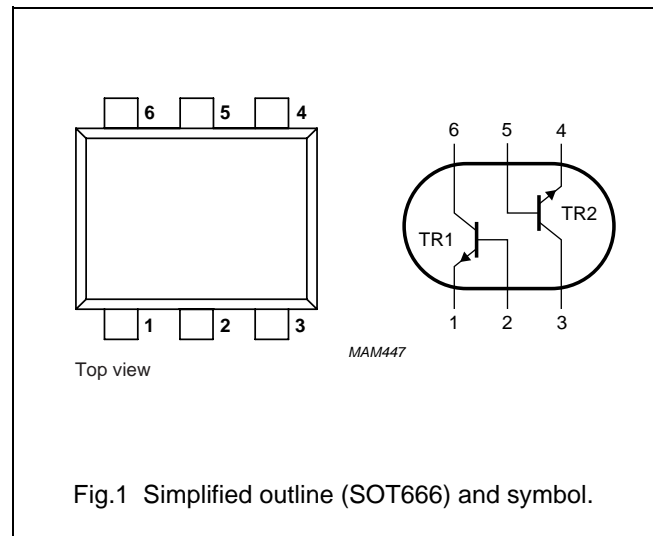 6 5 4
6 5 4
TR1 TR2
1 2 3
1 2 3
Top view
MAM447
Fig.1 Simplified outline (SOT666) and symbol.